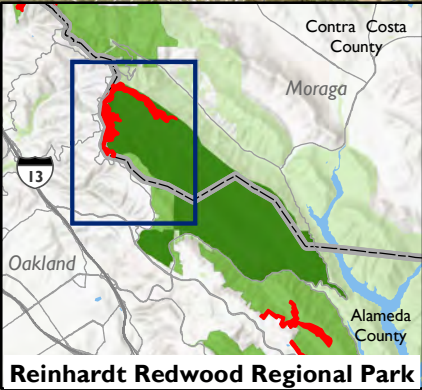 Contra Costa
County
Moraga
13
Oakland
Alameda
County
Reinhardt Redwood Regional Park